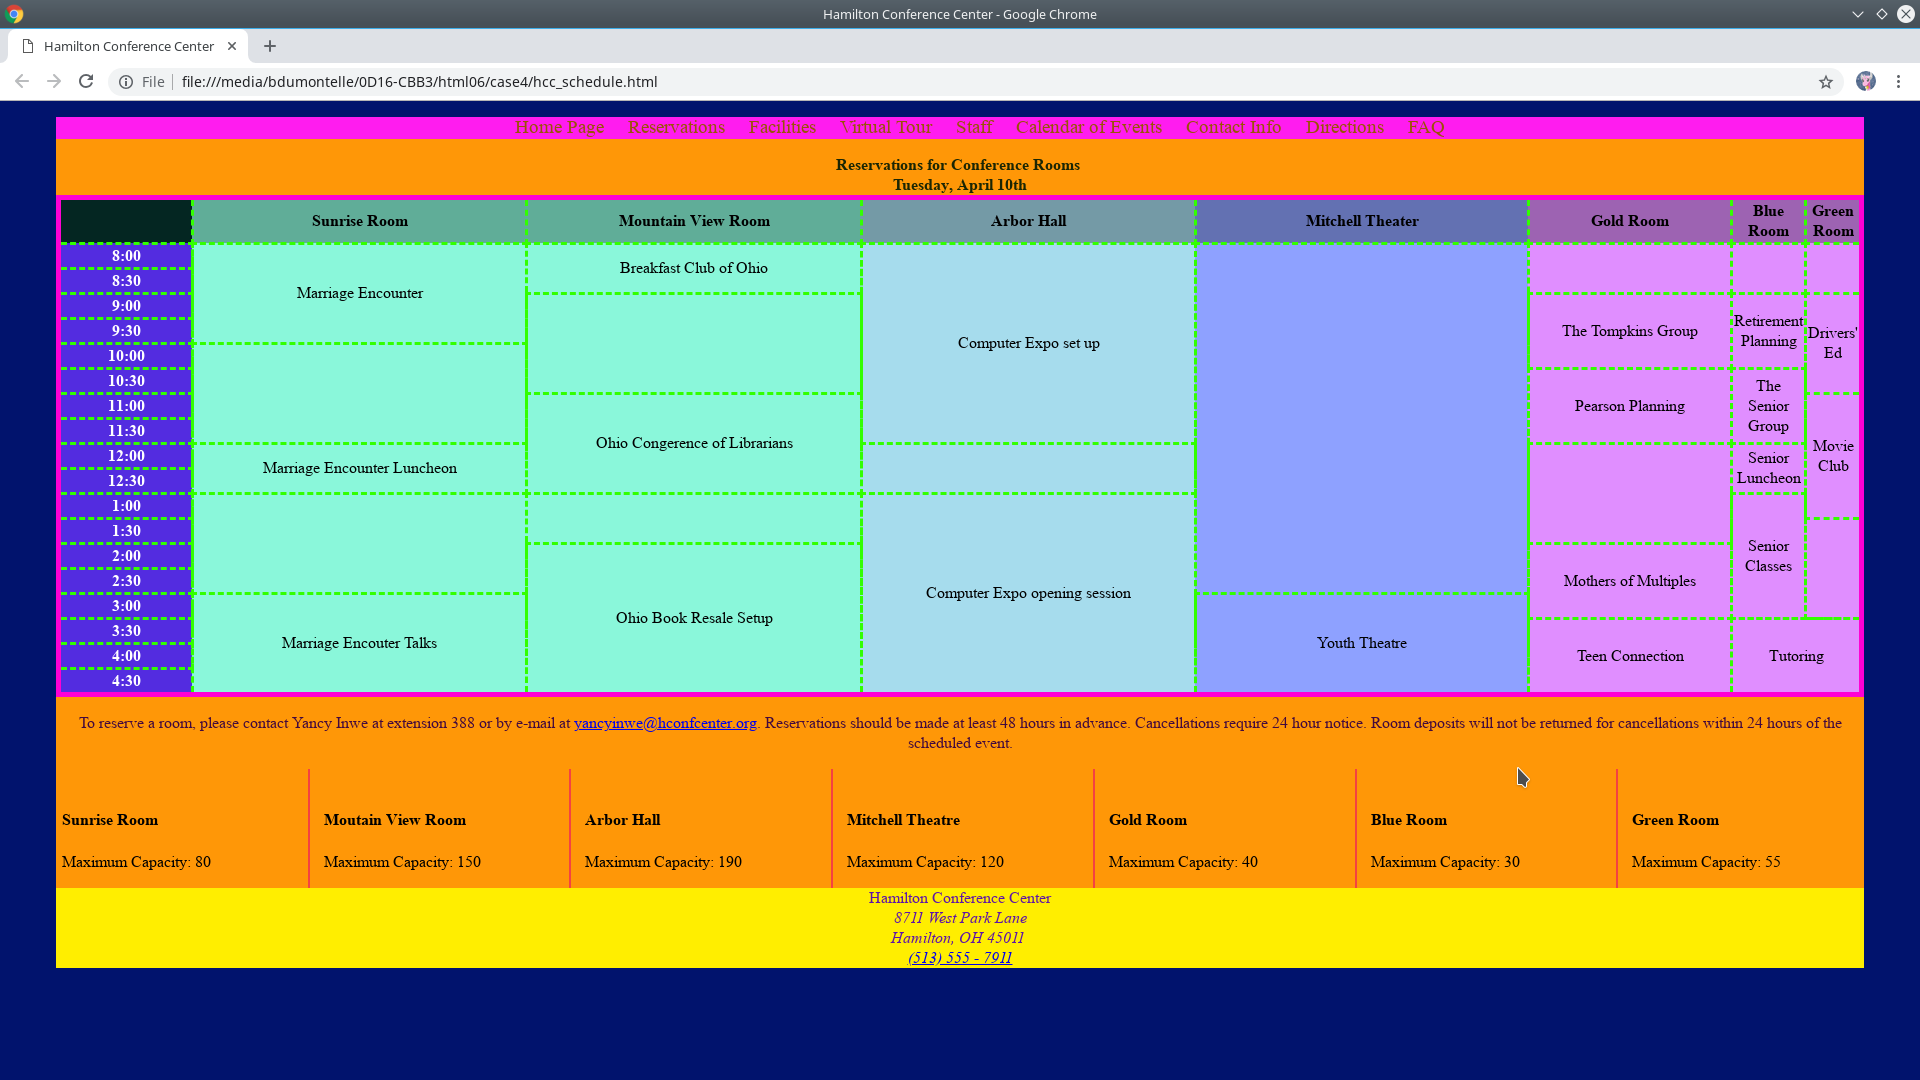 Hamilton Conference Center - Google Chrome
Hamilton Conference Center
File file:///media/bdumontelle/0D16-CBB3/html06/case4/hcc_schedule.html
Home Page Reservations Facilities Virtual Tour Staff Calendar of Events Contact Info Directions FAQ
Reservations for Conference Rooms
Tuesday, April 10th
Sunrise Room Mountain View Room Arbor Hall Mitchell Theater Gold Room Blue Room Green Room
8:00
Breakfast Club of Ohio
8:30
Marriage Encounter
9:00
9:30
The Tompkins Group
Retirement
Planning
Drivers'
Ed
Computer Expo set up
10:00
10:30
11:00
Pearson Planning
The
Senior
Group
11:30
Ohio Congerence of Librarians
12:00
Movie
Club
Marriage Encounter Luncheon
Senior
Luncheon
12:30
1:00
1:30
2:00
Senior
Classes
2:30
Mothers of Multiples
Computer Expo opening session
3:00
Ohio Book Resale Setup
3:30
Marriage Encouter Talks
Youth Theatre
4:00
Teen Connection
Tutoring
4:30
To reserve a room, please contact Yancy Inwe at extension 388 or by e-mail at yancyinwe@hconfcenter.org. Reservations should be made at least 48 hours in advance. Cancellations require 24 hour notice. Room deposits will not be returned for cancellations within 24 hours of the
scheduled event.
Sunrise Room Moutain View Room Arbor Hall Mitchell Theatre Gold Room Blue Room Green Room
Maximum Capacity: 80 Maximum Capacity: 150 Maximum Capacity: 190 Maximum Capacity: 120 Maximum Capacity: 40 Maximum Capacity: 30 Maximum Capacity: 55
Hamilton Conference Center
8711 West Park Lane
Hamilton, OH 45011
(513) 555 - 7911